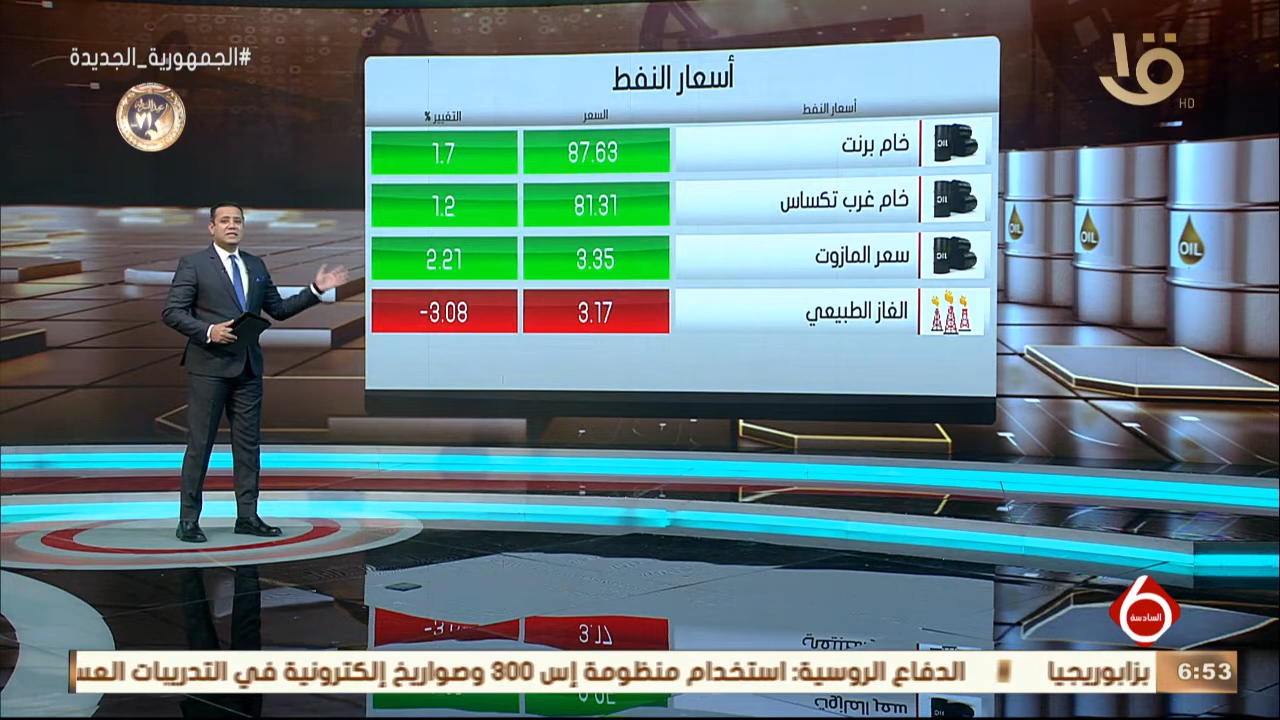 #الجمهورية_الجديدة
HD
أسعار النفط
أسعار النفط السعر التغيير %
خام برنت 87.63 1.7
خام غرب تكساس 81.31 1.2
سعر المازوت 3.35 2.21
الغاز الطبيعي 3.17 -3.08
OIL OIL OIL
السادسة
6:53 بزابوريجيا الدفاع الروسية: استخدام منظومة إس 300 وصواريخ إلكترونية في التدريبات العس